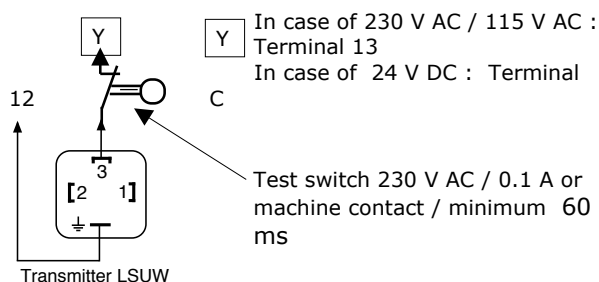 Y
Y
In case of 230 V AC / 115 V AC :
Terminal 13
In case of 24 V DC : Terminal
12
C
3
[2
1]
Test switch 230 V AC / 0.1 A or
machine contact / minimum 60
ms
Transmitter LSUW